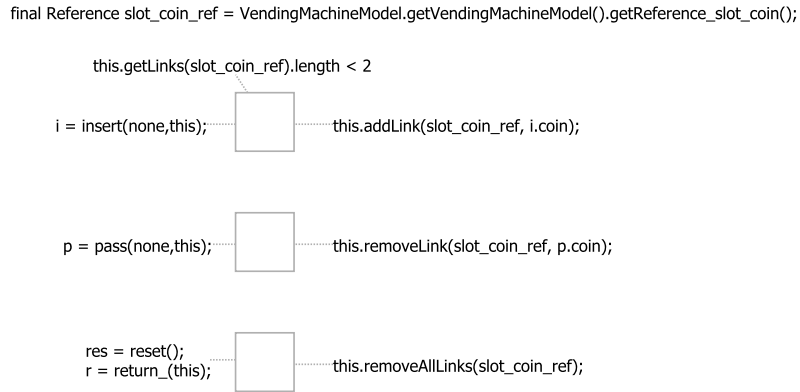 final Reference slot_coin_ref = VendingMachineModel.getVendingMachineModel().getReference_slot_coin();
this.getLinks(slot_coin_ref).length < 2
i = insert(none,this);
this.addLink(slot_coin_ref, i.coin);
p = pass(none,this);
this.removeLink(slot_coin_ref, p.coin);
res = reset();
r = return_(this);
this.removeAllLinks(slot_coin_ref);